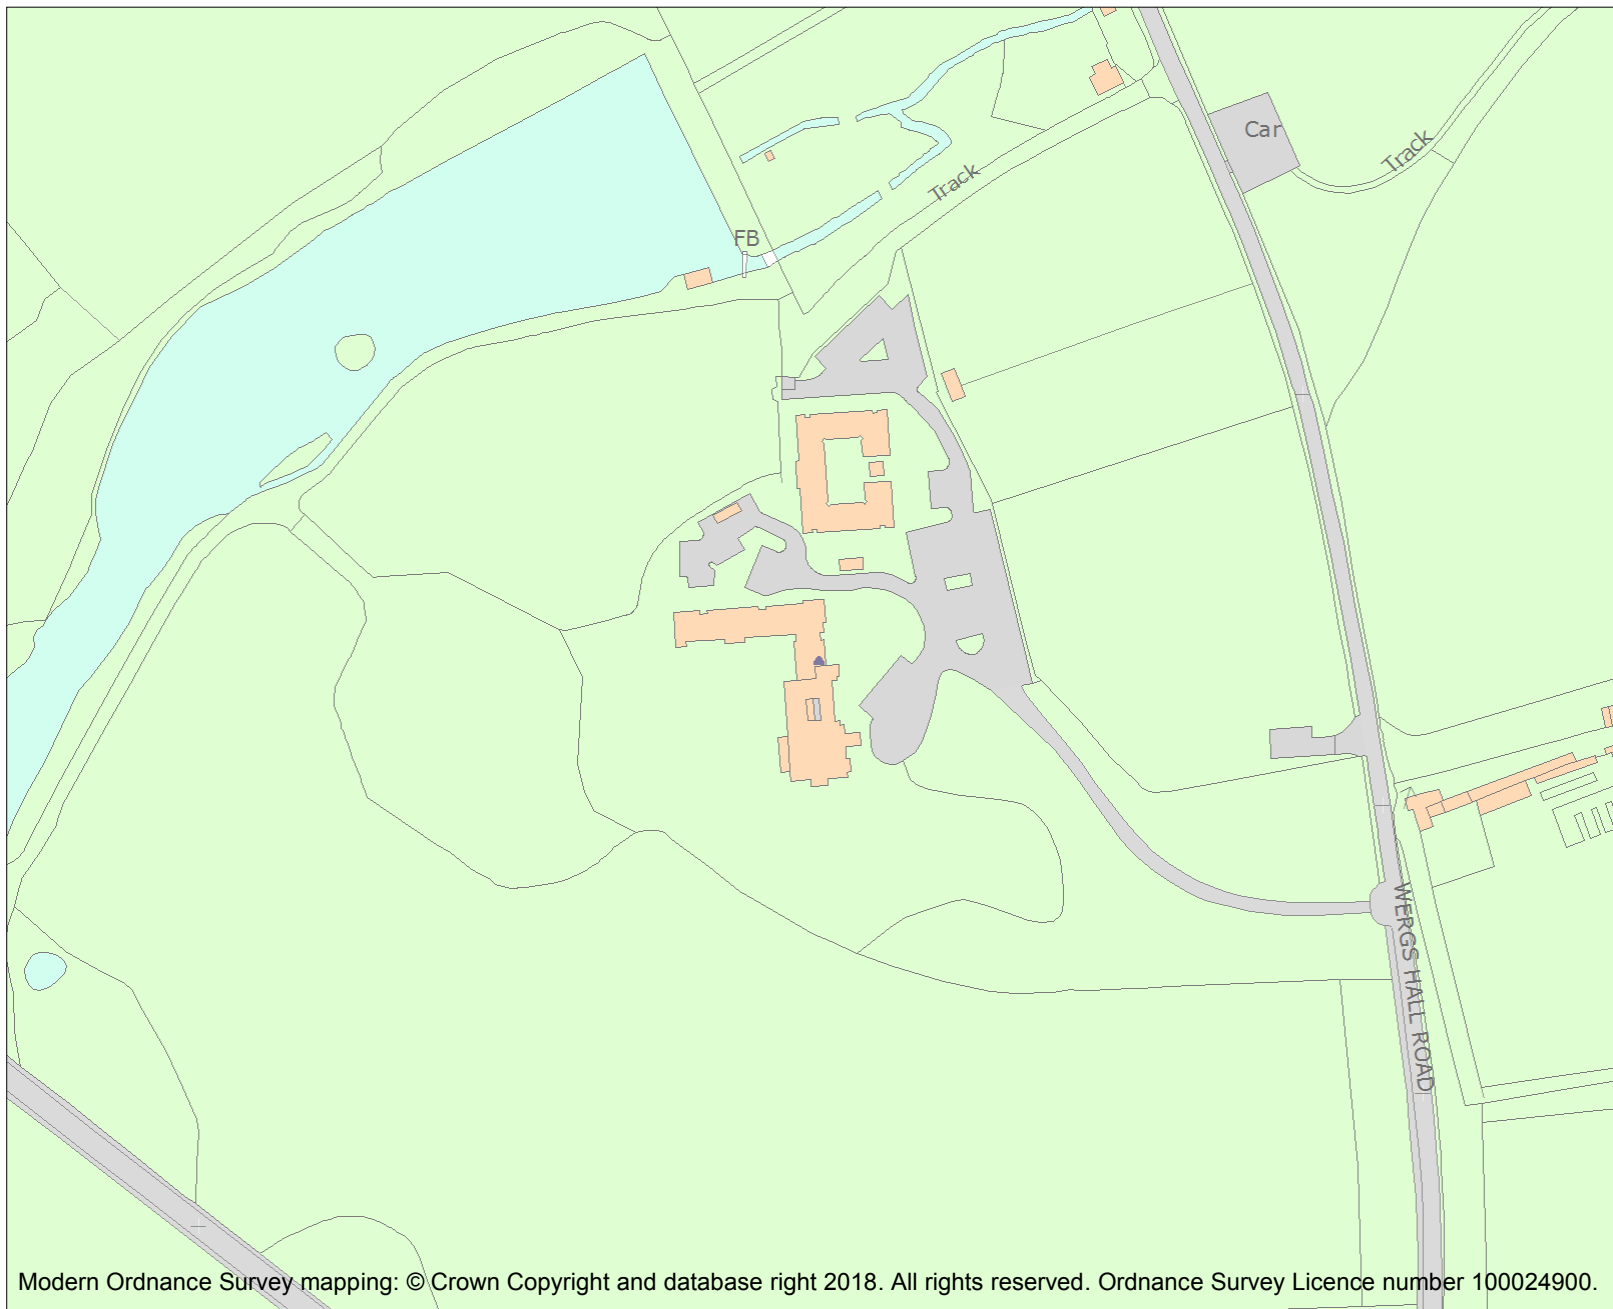 Car
Track
Track
FB
WERGS HALL ROAD
Modern Ordnance Survey mapping: © Crown Copyright and database right 2018. All rights reserved. Ordnance Survey Licence number 100024900.